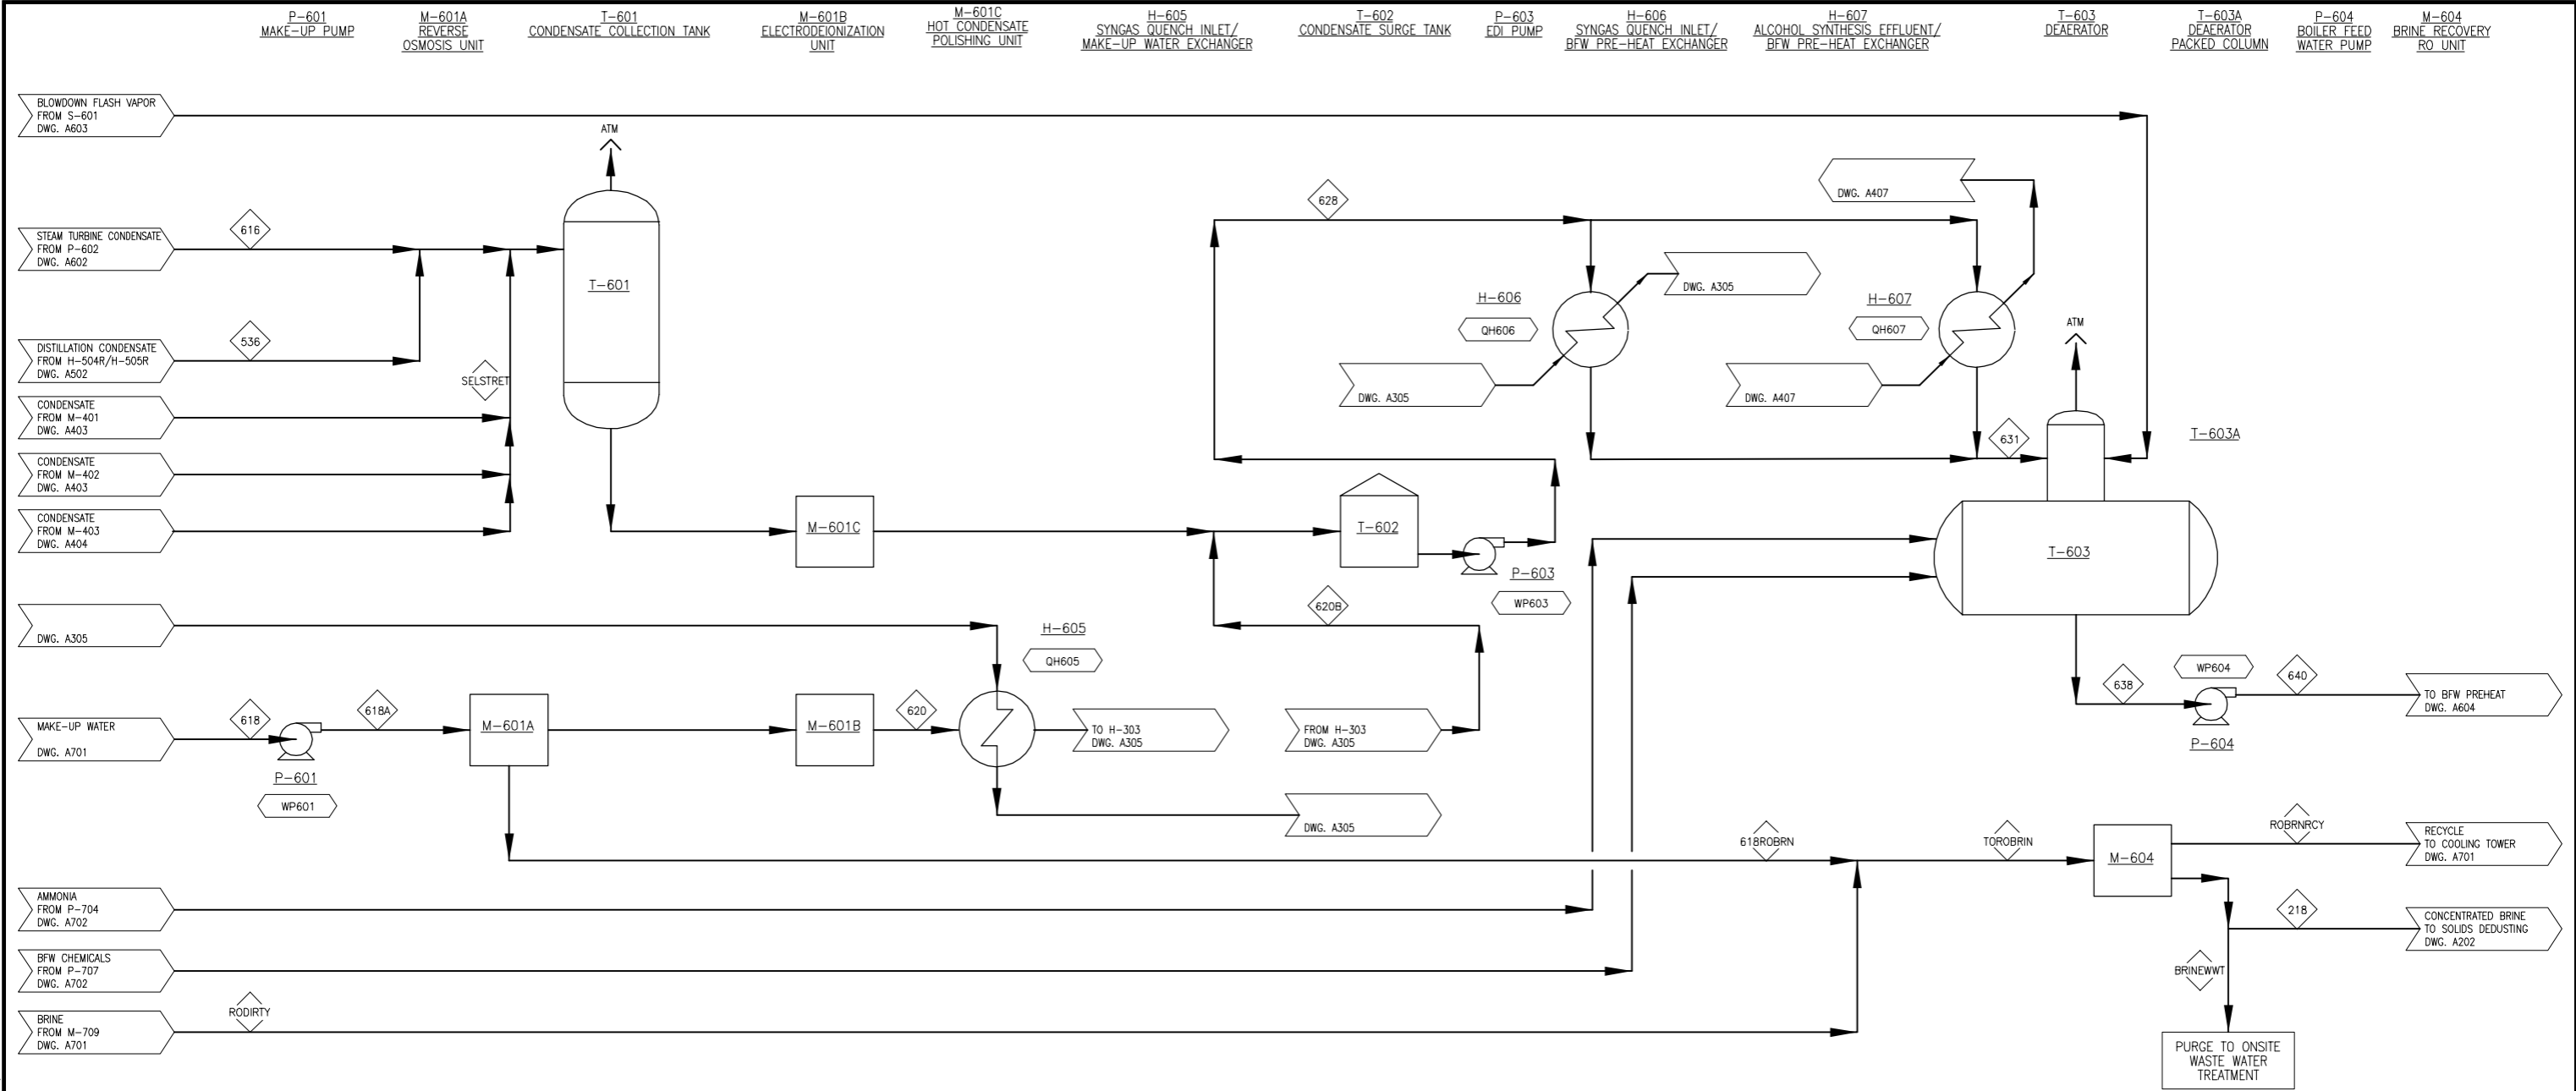 P-601
MAKE-UP PUMP
M-601A
REVERSE
OSMOSIS UNIT
T-601
CONDENSATE COLLECTION TANK
M-601B
ELECTRODEIONIZATION
UNIT
M-601C
HOT CONDENSATE
POLISHING UNIT
H-605
SYNGAS QUENCH INLET/
MAKE-UP WATER EXCHANGER
T-602
CONDENSATE SURGE TANK
P-603
EDI PUMP
H-606
SYNGAS QUENCH INLET/
BFW PRE-HEAT EXCHANGER
H-607
ALCOHOL SYNTHESIS EFFLUENT/
BFW PRE-HEAT EXCHANGER
T-603
DEAERATOR
T-603A
DEAERATOR
PACKED COLUMN
P-604
BOILER FEED
WATER PUMP
M-604
BRINE RECOVERY
RO UNIT
BLOWDOWN FLASH VAPOR
FROM S-601
DWG. A603
ATM
STEAM TURBINE CONDENSATE
FROM P-602
DWG. A602
616
T-601
628
DWG. A407
DWG. A305
H-606
QH606
H-607
QH607
DISTILLATION CONDENSATE
FROM H-504R/H-505R
DWG. A502
536
SELSTRET
DWG. A305
DWG. A407
ATM
CONDENSATE
FROM M-401
DWG. A403
631
T-603A
CONDENSATE
FROM M-402
DWG. A403
CONDENSATE
FROM M-403
DWG. A404
M-601C
T-602
P-603
WP603
T-603
DWG. A305
H-605
QH605
620B
MAKE-UP WATER
DWG. A701
618
618A
P-601
WP601
M-601A
M-601B
620
TO H-303
DWG. A305
FROM H-303
DWG. A305
DWG. A305
638
WP604
P-604
640
TO BFW PREHEAT
DWG. A604
618ROBRN
TOROBRIN
M-604
ROBRNRCY
RECYCLE
TO COOLING TOWER
DWG. A701
AMMONIA
FROM P-704
DWG. A702
218
CONCENTRATED BRINE
TO SOLIDS DEDUSTING
DWG. A202
BFW CHEMICALS
FROM P-707
DWG. A702
BRINEWWT
BRINE
FROM M-709
DWG. A701
RODIRTY
PURGE TO ONSITE
WASTE WATER
TREATMENT